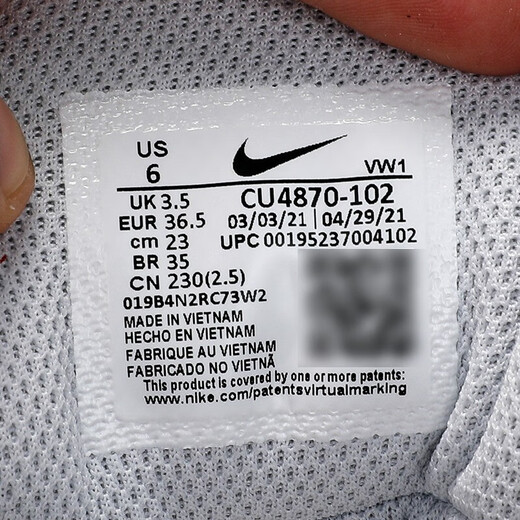 US
6
VW1
UK 3.5
CU4870-102
EUR 36.5
03/03/21 | 04/29/21
cm 23
UPC 00195237004102
BR 35
CN 230(2.5)
019B4N2RC73W2
MADE IN VIETNAM
HECHO EN VIETNAM
FABRIQUE AU VIETNAM
FABRICADO NO VIETNÃ
This product is covered by one or more patents:
www.nike.com/patentsvirtualmarking